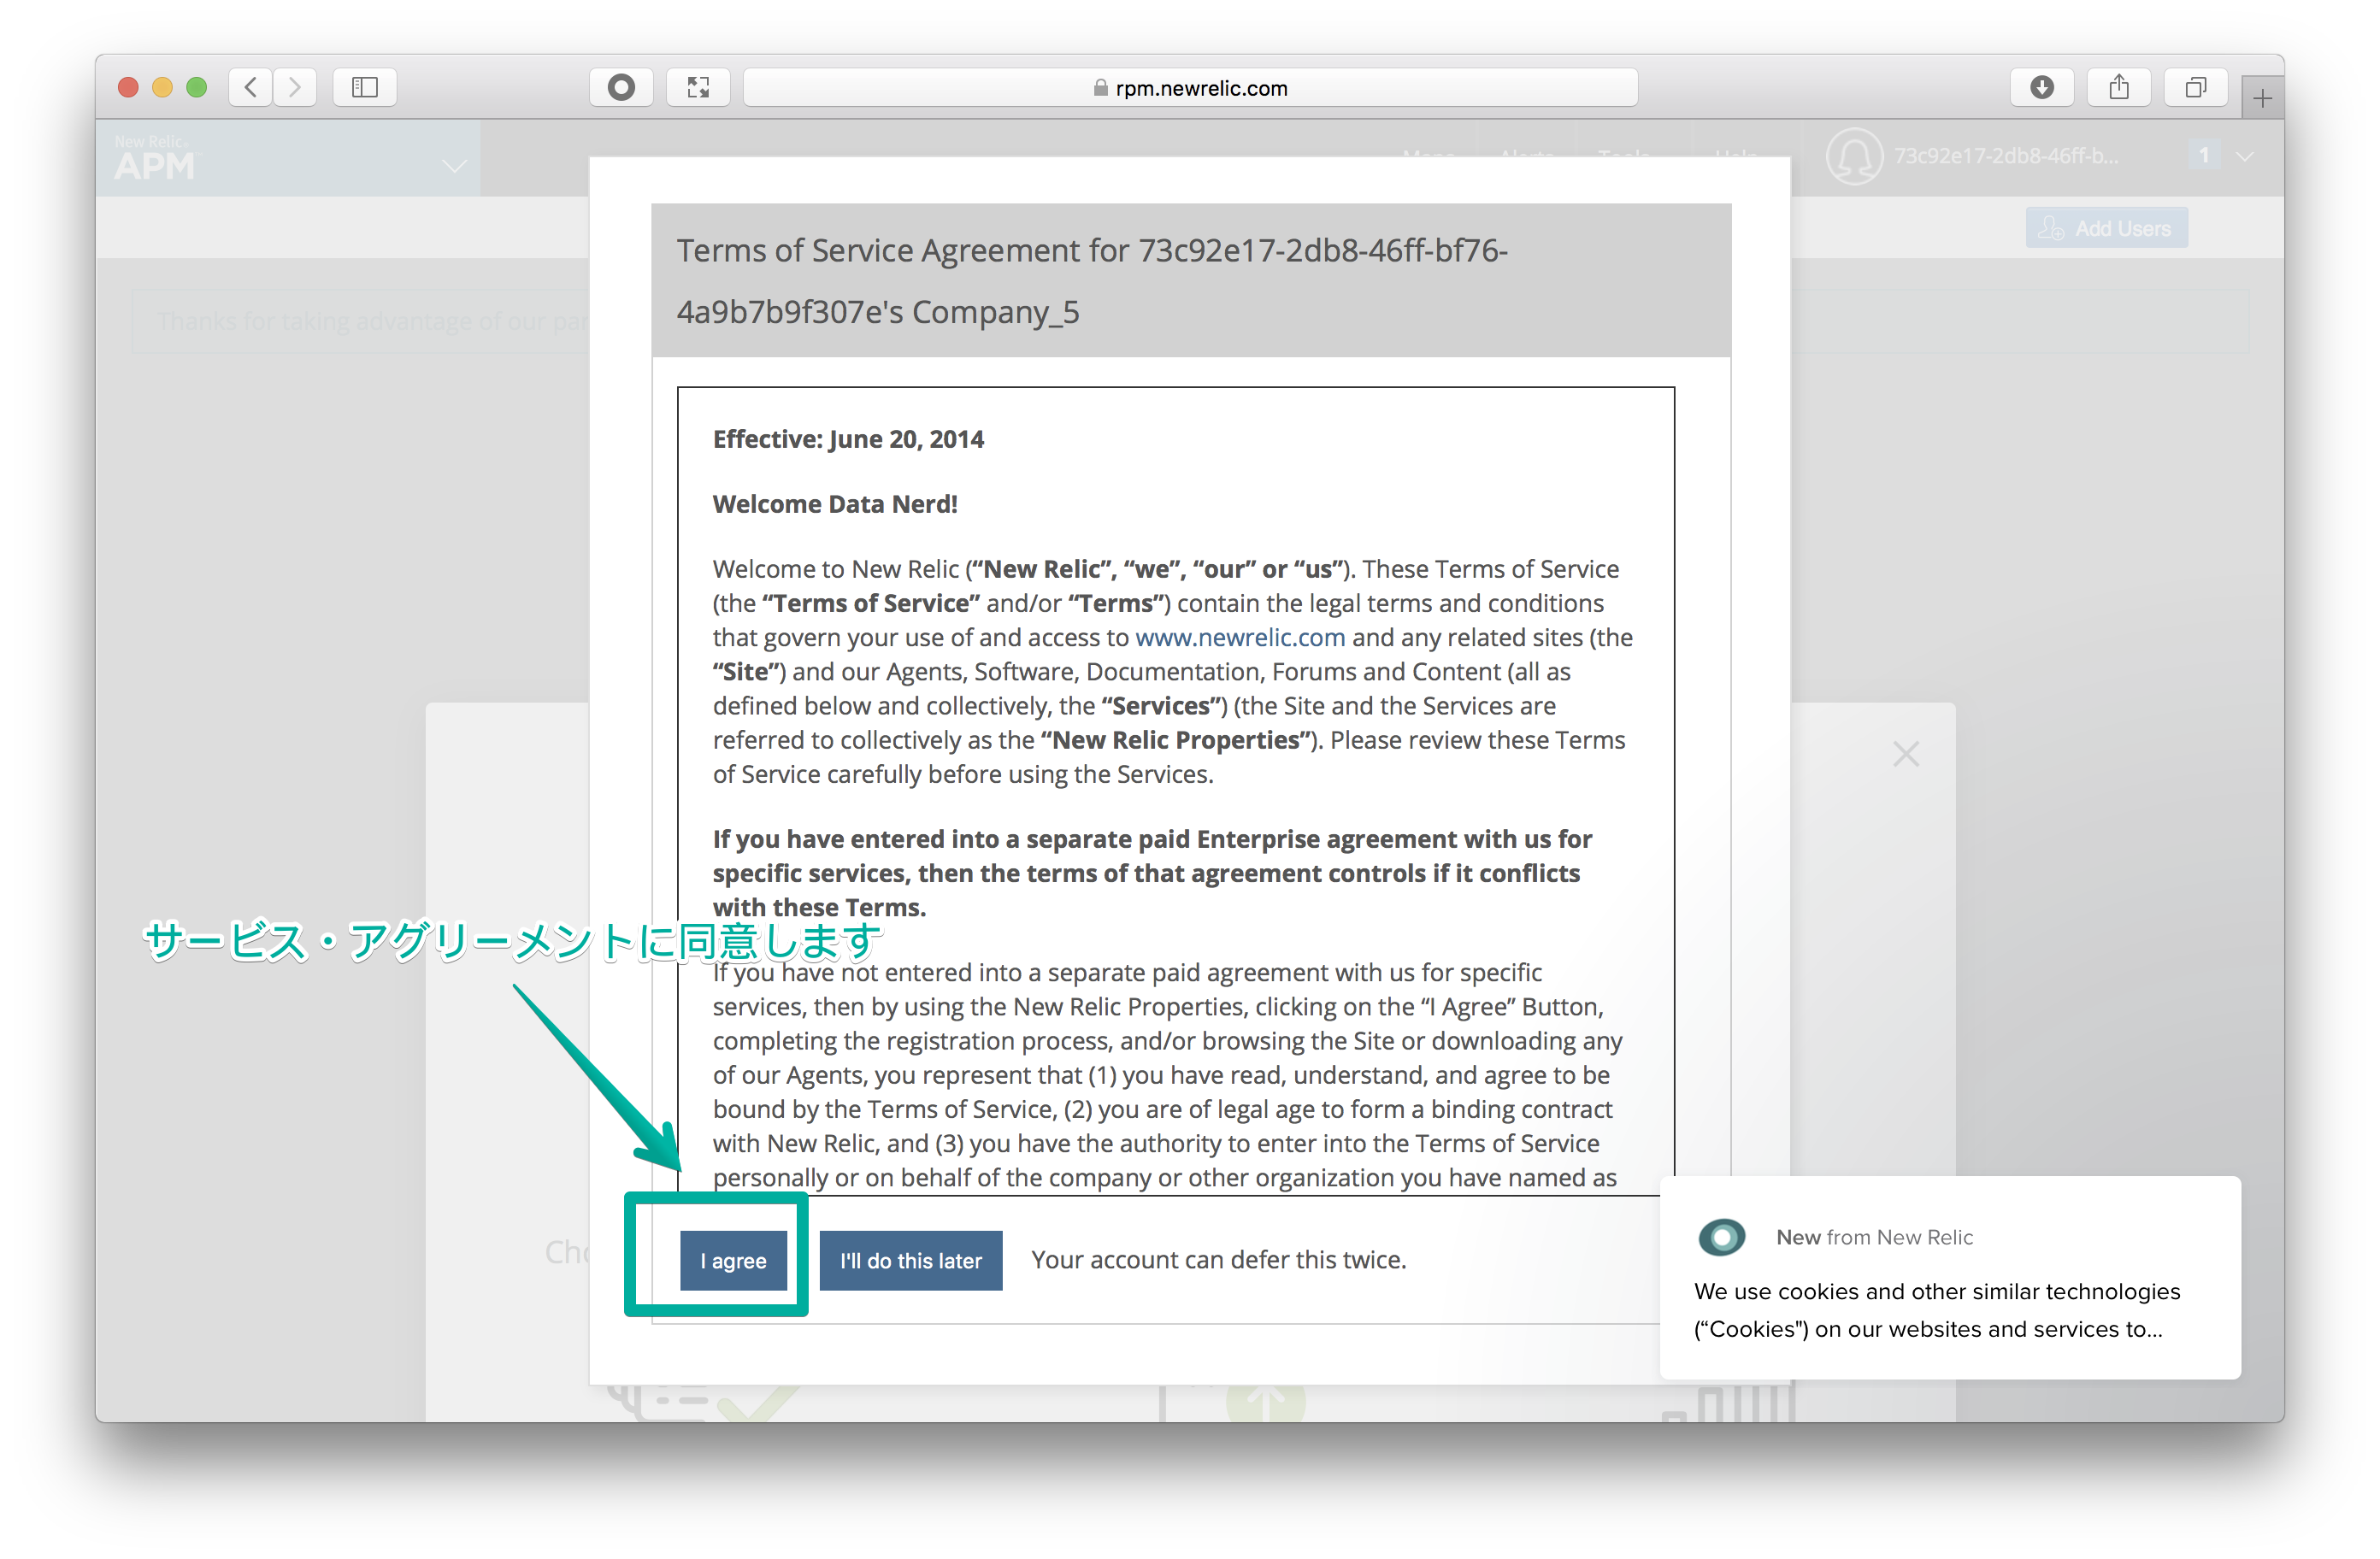 rpm.newrelic.com
New Relic
APM
Maps Alerts Tools Help
73c92e17-2db8-46ff-b...
1
Add Users
Thanks for taking advantage of our
Terms of Service Agreement for 73c92e17-2db8-46ff-bf76-
4a9b7b9f307e's Company_5
Effective: June 20, 2014
Welcome Data Nerd!
Welcome to New Relic (“New Relic”, “we”, “our” or “us”). These Terms of Service
(the “Terms of Service” and/or “Terms”) contain the legal terms and conditions
that govern your use of and access to www.newrelic.com and any related sites (the
“Site”) and our Agents, Software, Documentation, Forums and Content (all as
defined below and collectively, the “Services”) (the Site and the Services are
referred to collectively as the “New Relic Properties”). Please review these Terms
of Service carefully before using the Services.
If you have entered into a separate paid Enterprise agreement with us for
specific services, then the terms of that agreement controls if it conflicts
with these Terms.
サービス・アグリーメントに同意します
If you have not entered into a separate paid agreement with us for specific
services, then by using the New Relic Properties, clicking on the “I Agree” Button,
completing the registration process, and/or browsing the Site or downloading any
of our Agents, you represent that (1) you have read, understand, and agree to be
bound by the Terms of Service, (2) you are of legal age to form a binding contract
with New Relic, and (3) you have the authority to enter into the Terms of Service
personally or on behalf of the company or other organization you have named as
I agree
I'll do this later
Your account can defer this twice.
New from New Relic
We use cookies and other similar technologies
(“Cookies") on our websites and services to...